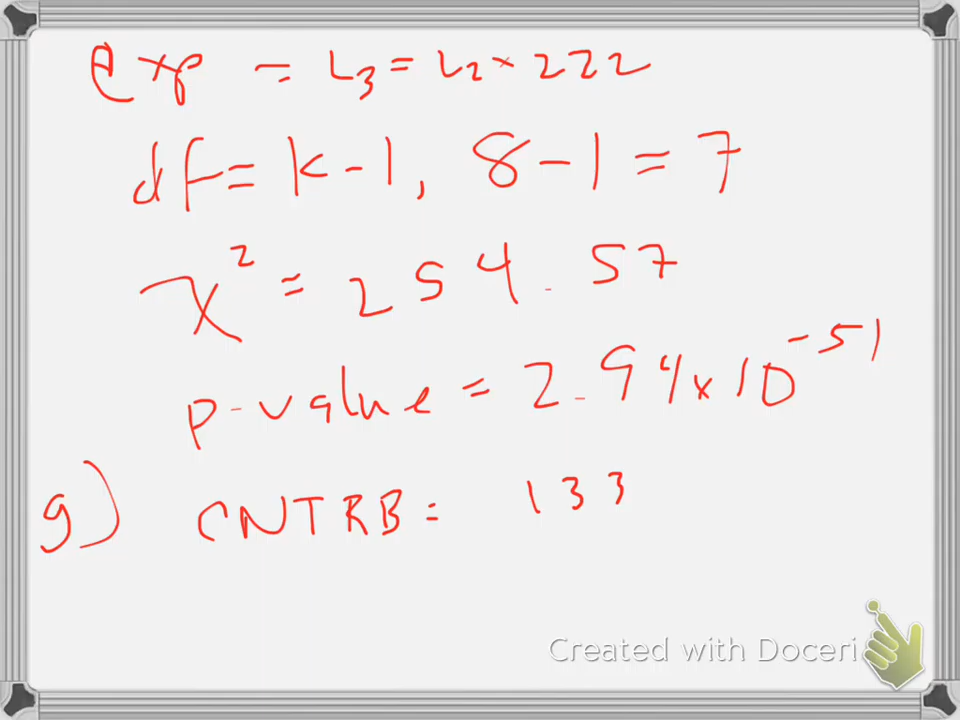 exp = L3 = L2 × 222
df = k - 1, 8 - 1 = 7
χ² = 254.57
p-value = 2.94 x 10⁻⁵¹
g) CNTRB = 133
Created with Doceri